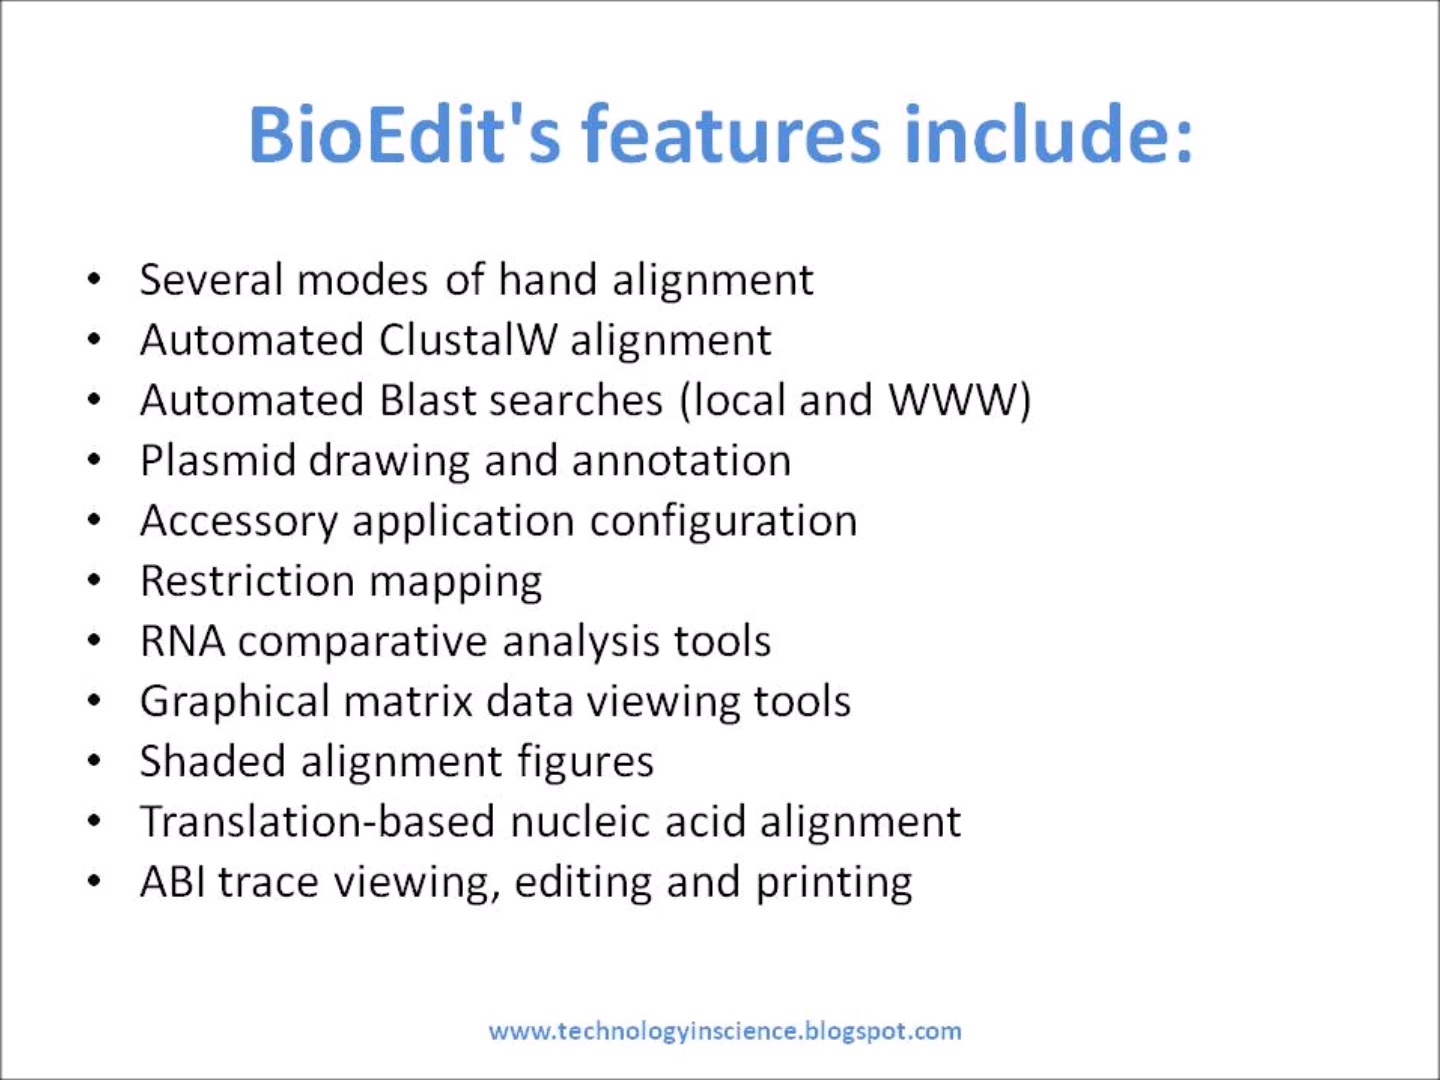 BioEdit's features include:
• Several modes of hand alignment
• Automated ClustalW alignment
• Automated Blast searches (local and WWW)
• Plasmid drawing and annotation
• Accessory application configuration
• Restriction mapping
• RNA comparative analysis tools
• Graphical matrix data viewing tools
• Shaded alignment figures
• Translation-based nucleic acid alignment
• ABI trace viewing, editing and printing
www.technologyinscience.blogspot.com